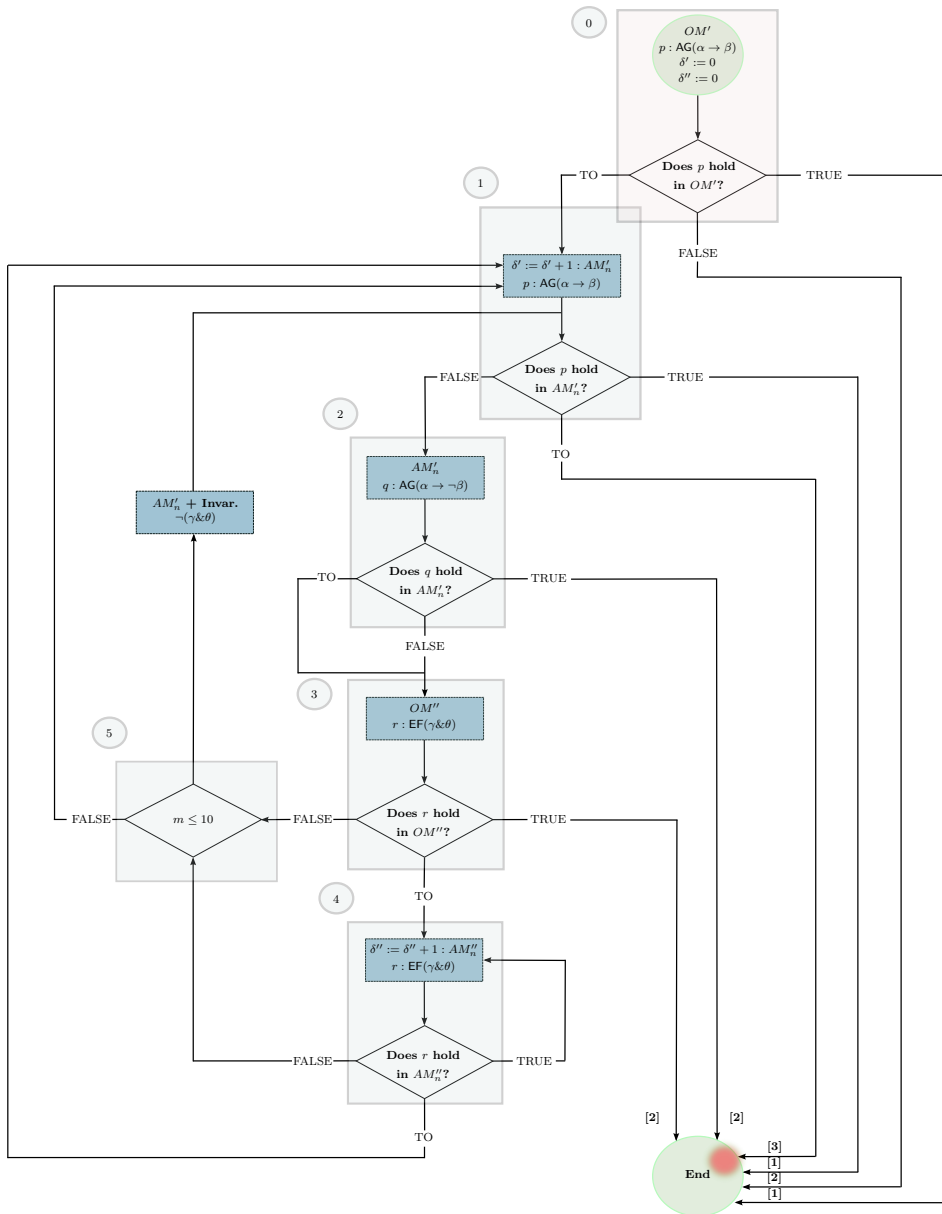 0
OM′
p : AG(α → β)
δ′ := 0
δ′′ := 0
Does p hold
in OM′?
TO
TRUE
FALSE
1
δ′ := δ′ + 1 : AM′ₙ
p : AG(α → β)
Does p hold
in AM′ₙ?
FALSE
TRUE
TO
2
AM′ₙ
q : AG(α → ¬β)
Does q hold
in AM′ₙ?
TO
TRUE
FALSE
AM′ₙ + Invar.
¬(γ&θ)
3
OM′′
r : EF(γ&θ)
Does r hold
in OM′′?
FALSE
TRUE
TO
5
m ≤ 10
FALSE
4
δ′′ := δ′′ + 1 : AM′′ₙ
r : EF(γ&θ)
Does r hold
in AM′′ₙ?
FALSE
TRUE
TO
[2]
[2]
[3]
[1]
[2]
[1]
End